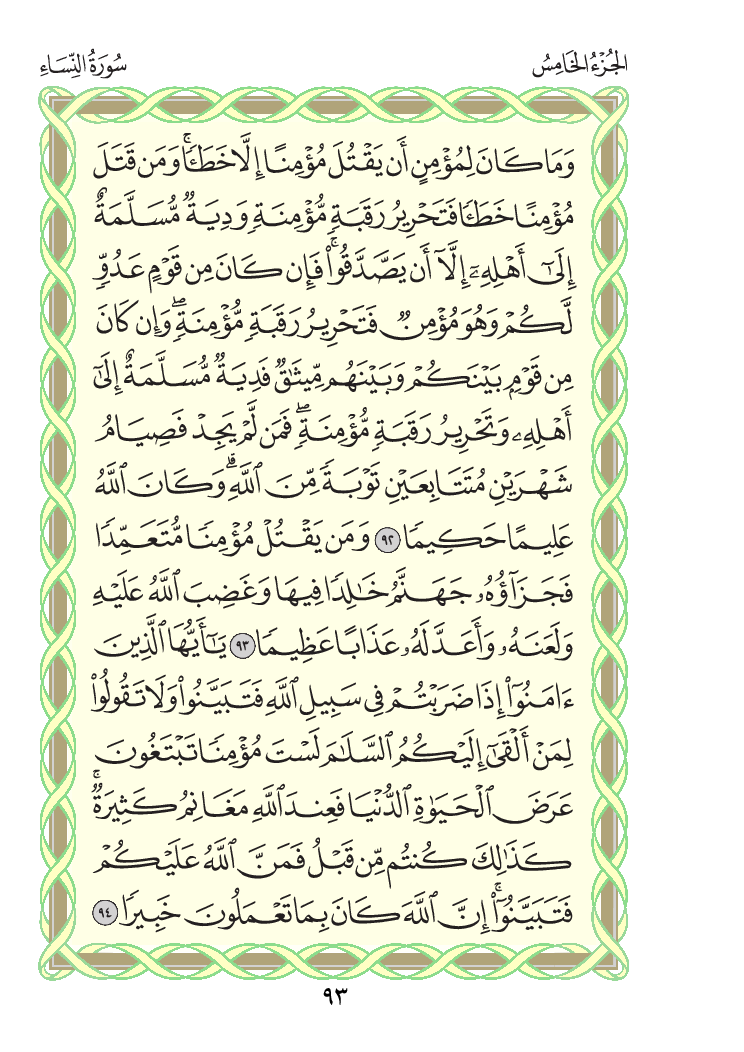 الجُزْءُ الخَامِسُ
سُورَةُ النِّسَاءِ
وَمَا كَانَ لِمُؤْمِنٍ أَن يَقْتُلَ مُؤْمِنًا إِلَّا خَطَـًٔاۚ وَمَن قَتَلَ
مُؤْمِنًا خَطَـًٔا فَتَحْرِيرُ رَقَبَةٍ مُّؤْمِنَةٍ وَدِيَةٌ مُّسَلَّمَةٌ
إِلَىٰٓ أَهْلِهِۦٓ إِلَّآ أَن يَصَّدَّقُوا۟ۚ فَإِن كَانَ مِن قَوْمٍ عَدُوٍّ
لَّكُمْ وَهُوَ مُؤْمِنٌ فَتَحْرِيرُ رَقَبَةٍ مُّؤْمِنَةٍۖ وَإِن كَانَ
مِن قَوْمٍۭ بَيْنَكُمْ وَبَيْنَهُم مِّيثَٰقٌ فَدِيَةٌ مُّسَلَّمَةٌ إِلَىٰٓ
أَهْلِهِۦ وَتَحْرِيرُ رَقَبَةٍ مُّؤْمِنَةٍۖ فَمَن لَّمْ يَجِدْ فَصِيَامُ
شَهْرَيْنِ مُتَتَابِعَيْنِ تَوْبَةً مِّنَ ٱللَّهِۗ وَكَانَ ٱللَّهُ
عَلِيمًا حَكِيمًا ٩٢ وَمَن يَقْتُلْ مُؤْمِنًا مُّتَعَمِّدًا
فَجَزَآؤُهُۥ جَهَنَّمُ خَٰلِدًا فِيهَا وَغَضِبَ ٱللَّهُ عَلَيْهِ
وَلَعَنَهُۥ وَأَعَدَّ لَهُۥ عَذَابًا عَظِيمًا ٩٣ يَٰٓأَيُّهَا ٱلَّذِينَ
ءَامَنُوٓا۟ إِذَا ضَرَبْتُمْ فِى سَبِيلِ ٱللَّهِ فَتَبَيَّنُوا۟ وَلَا تَقُولُوا۟
لِمَنْ أَلْقَىٰٓ إِلَيْكُمُ ٱلسَّلَٰمَ لَسْتَ مُؤْمِنًا تَبْتَغُونَ
عَرَضَ ٱلْحَيَوٰةِ ٱلدُّنْيَا فَعِندَ ٱللَّهِ مَغَانِمُ كَثِيرَةٌۚ
كَذَٰلِكَ كُنتُم مِّن قَبْلُ فَمَنَّ ٱللَّهُ عَلَيْكُمْ
فَتَبَيَّنُوٓا۟ۚ إِنَّ ٱللَّهَ كَانَ بِمَا تَعْمَلُونَ خَبِيرًا ٩٤
٩٣